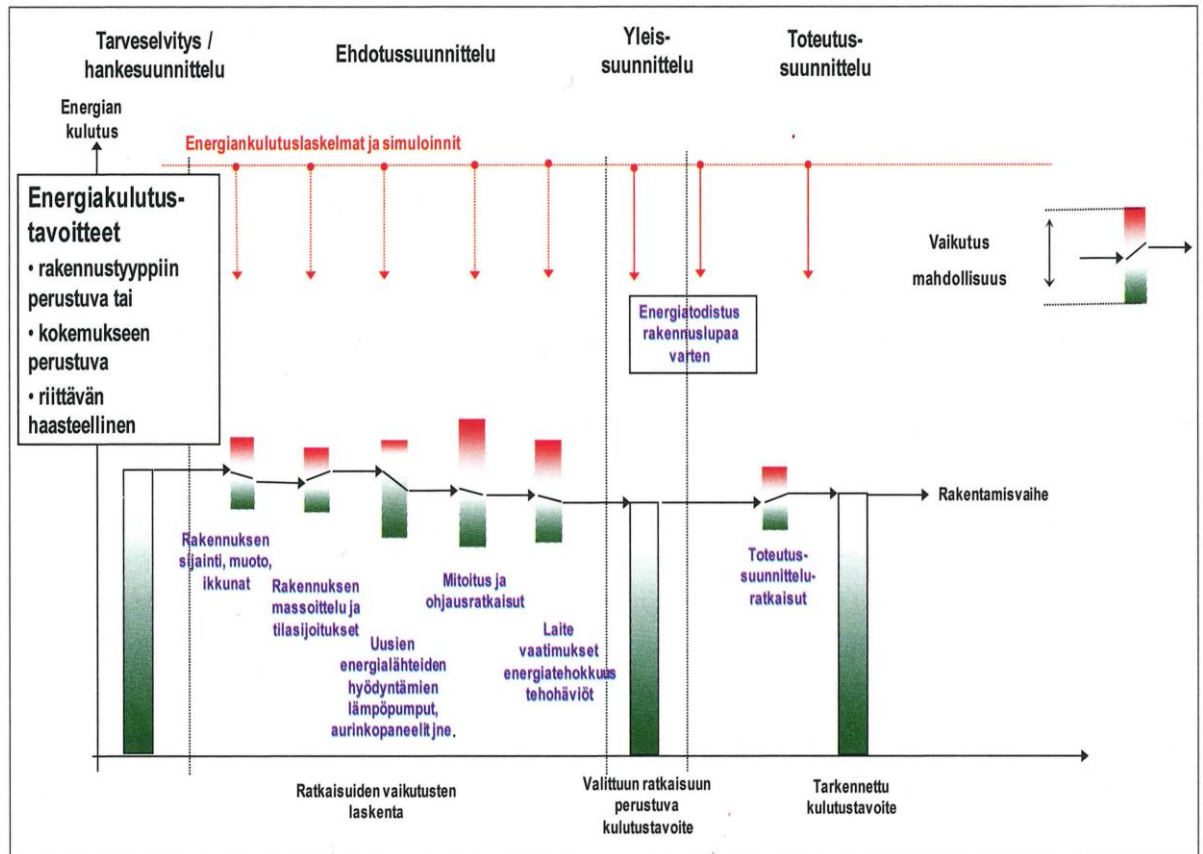 Tarveselvitys /
hankesuunnittelu
Ehdotussuunnittelu
Yleis-
suunnittelu
Toteutus-
suunnittelu
Energian
kulutus
Energiankulutuslaskelmat ja simuloinnit
Energiakulutus-
tavoitteet
• rakennustyyppiin
perustuva tai
• kokemukseen
perustuva
• riittävän
haasteellinen
Vaikutus
mahdollisuus
Energiatodistus
rakennuslupaa
varten
Rakentamisvaihe
Rakennuksen
sijainti, muoto,
ikkunat
Rakennuksen
massoittelu ja
tilasijoitukset
Uusien
energialähteiden
hyödyntämien
lämpöpumput,
aurinkopaneelit jne.
Mitoitus ja
ohjausratkaisut
Laite
vaatimukset
energiatehokkuus
tehohäviöt
Toteutus-
suunnittelu-
ratkaisut
Ratkaisuiden vaikutusten
laskenta
Valittuun ratkaisuun
perustuva
kulutustavoite
Tarkennettu
kulutustavoite